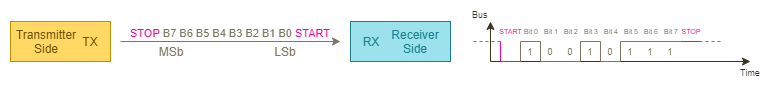 Transmitter Side TX
STOP B7 B6 B5 B4 B3 B2 B1 B0 START
MSb LSb
RX Receiver Side
Bus
START Bit 0 Bit 1 Bit 2 Bit 3 Bit 4 Bit 5 Bit 6 Bit 7 STOP
1 0 0 1 0 1 1 1
Time